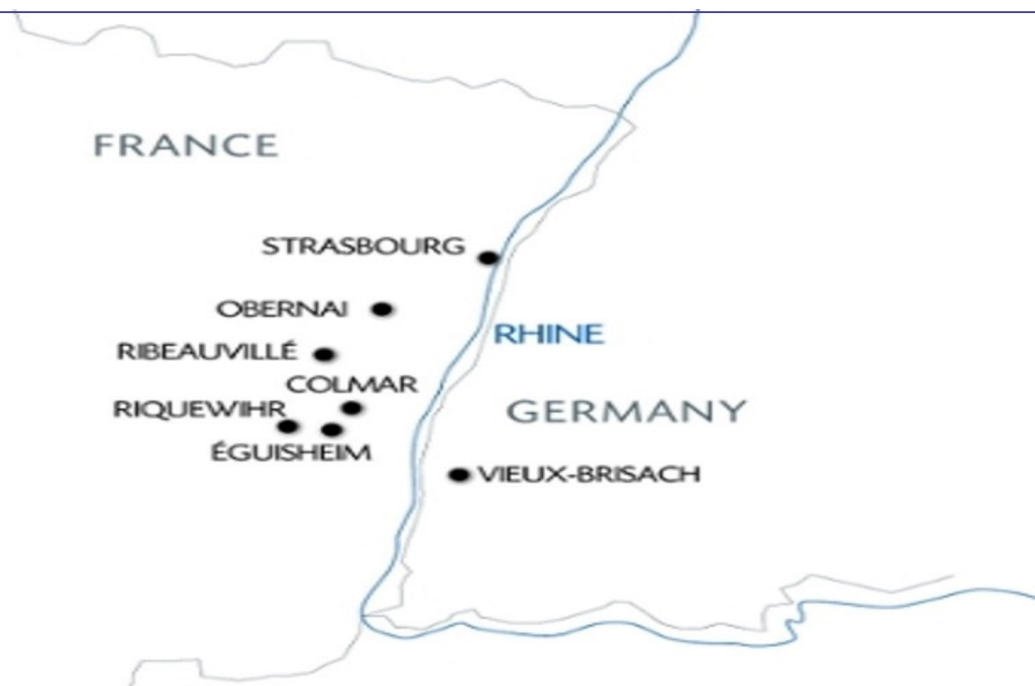 FRANCE
STRASBOURG
OBERNAI
RHINE
RIBEAUVILLÉ
COLMAR
RIQUEWIHR
GERMANY
ÉGUISHEIM
VIEUX-BRISACH